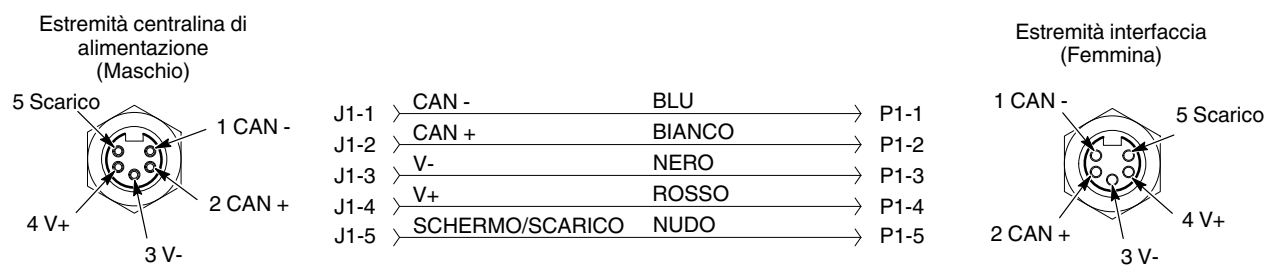 Estremità centralina di
alimentazione
(Maschio)
5 Scarico
1 CAN -
2 CAN +
4 V+
3 V-
J1-1 CAN - BLU P1-1
J1-2 CAN + BIANCO P1-2
J1-3 V- NERO P1-3
J1-4 V+ ROSSO P1-4
J1-5 SCHERMO/SCARICO NUDO P1-5
Estremità interfaccia
(Femmina)
1 CAN -
5 Scarico
2 CAN +
4 V+
3 V-